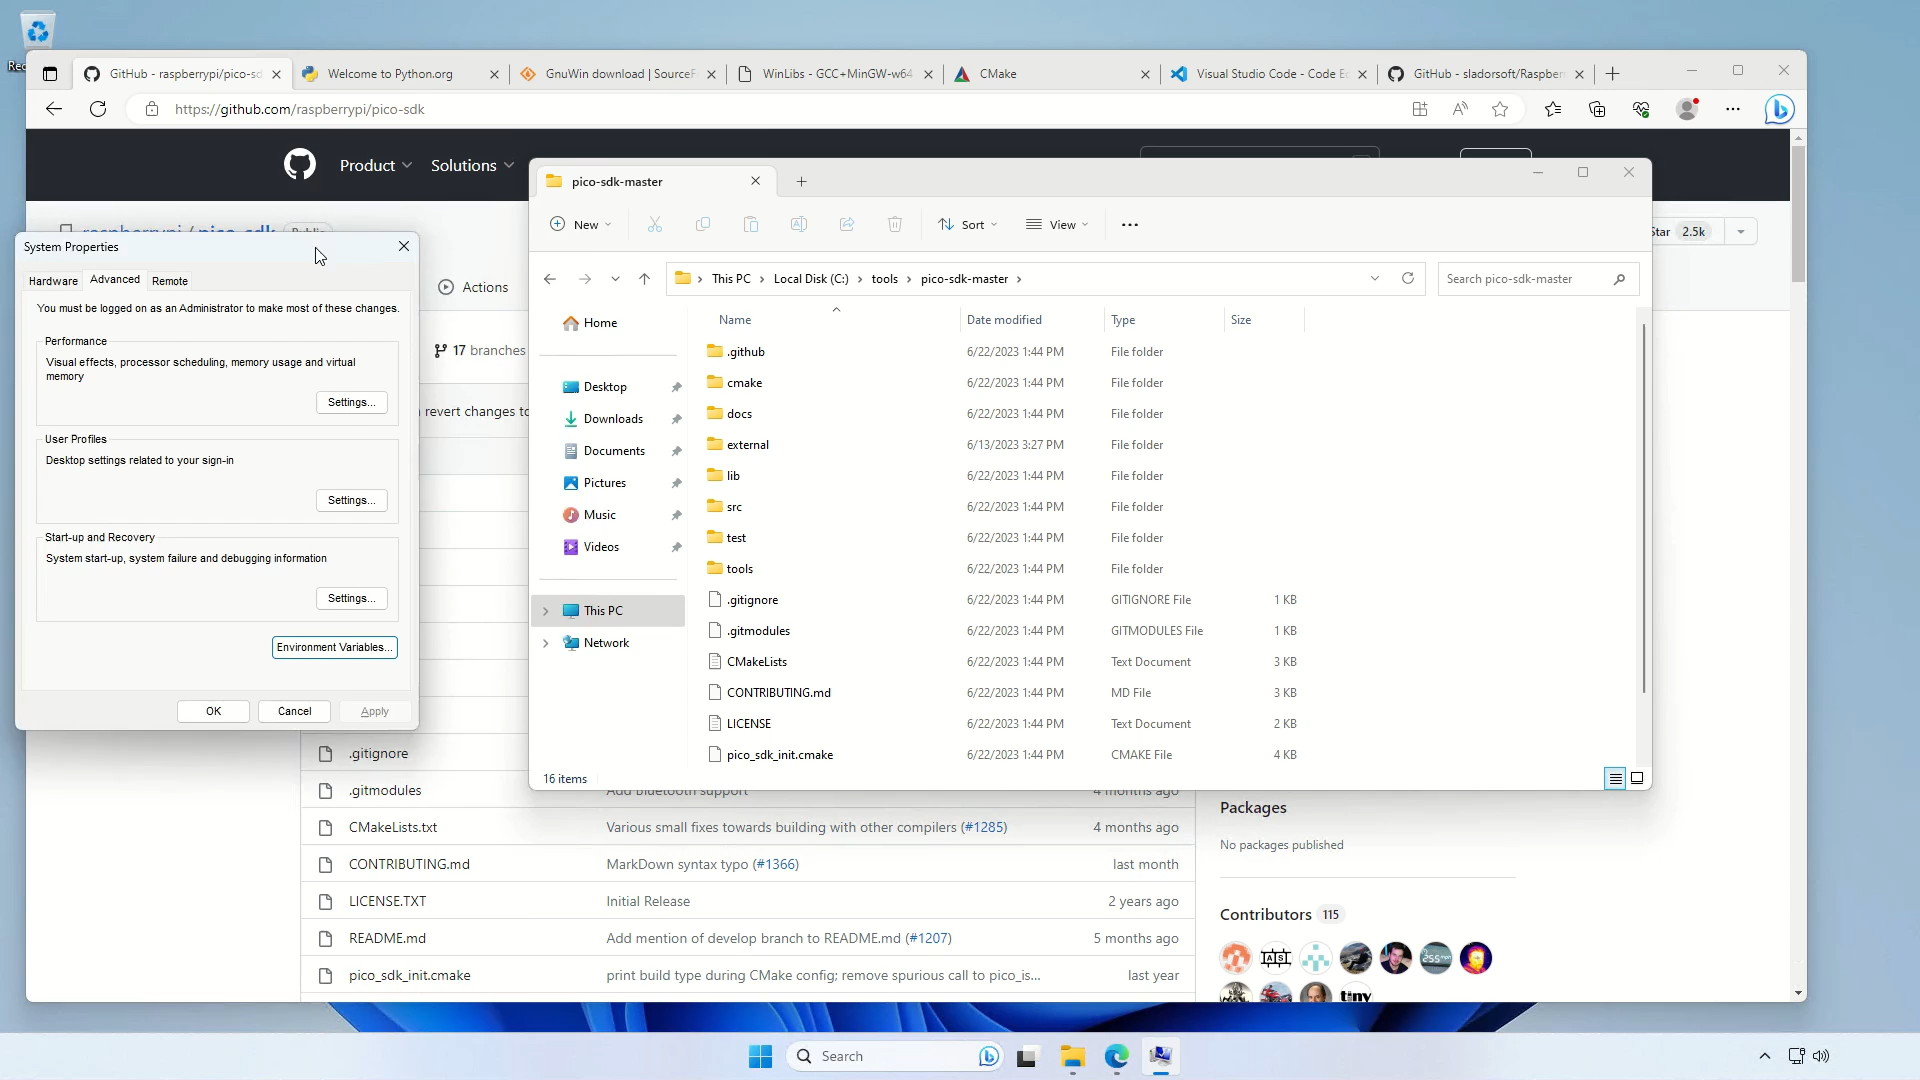 GitHub - raspberrypi/pico-sd
Welcome to Python.org
GnuWin download | SourceF
WinLibs - GCC+MinGW-w64
CMake
Visual Studio Code - Code Ec
GitHub - sladorsoft/Raspber
https://github.com/raspberrypi/pico-sdk
Product
Solutions
Star 2.5k
Actions
17 branches
revert changes to
System Properties
Hardware
Advanced
Remote
You must be logged on as an Administrator to make most of these changes.
Performance
Visual effects, processor scheduling, memory usage and virtual
memory
Settings...
User Profiles
Desktop settings related to your sign-in
Settings...
Start-up and Recovery
System start-up, system failure and debugging information
Settings...
Environment Variables...
OK
Cancel
Apply
pico-sdk-master
New
Sort
View
This PC
Local Disk (C:)
tools
pico-sdk-master
Search pico-sdk-master
Home
Desktop
Downloads
Documents
Pictures
Music
Videos
This PC
Network
Name
Date modified
Type
Size
.github 6/22/2023 1:44 PM File folder
cmake 6/22/2023 1:44 PM File folder
docs 6/22/2023 1:44 PM File folder
external 6/13/2023 3:27 PM File folder
lib 6/22/2023 1:44 PM File folder
src 6/22/2023 1:44 PM File folder
test 6/22/2023 1:44 PM File folder
tools 6/22/2023 1:44 PM File folder
.gitignore 6/22/2023 1:44 PM GITIGNORE File 1 KB
.gitmodules 6/22/2023 1:44 PM GITMODULES File 1 KB
CMakeLists 6/22/2023 1:44 PM Text Document 3 KB
CONTRIBUTING.md 6/22/2023 1:44 PM MD File 3 KB
LICENSE 6/22/2023 1:44 PM Text Document 2 KB
pico_sdk_init.cmake 6/22/2023 1:44 PM CMAKE File 4 KB
16 items
.gitignore
.gitmodules Add bluetooth support 4 months ago
CMakeLists.txt Various small fixes towards building with other compilers (#1285) 4 months ago
CONTRIBUTING.md MarkDown syntax typo (#1366) last month
LICENSE.TXT Initial Release 2 years ago
README.md Add mention of develop branch to README.md (#1207) 5 months ago
pico_sdk_init.cmake print build type during CMake config; remove spurious call to pico_is... last year
Packages
No packages published
Contributors 115
tiny
Search